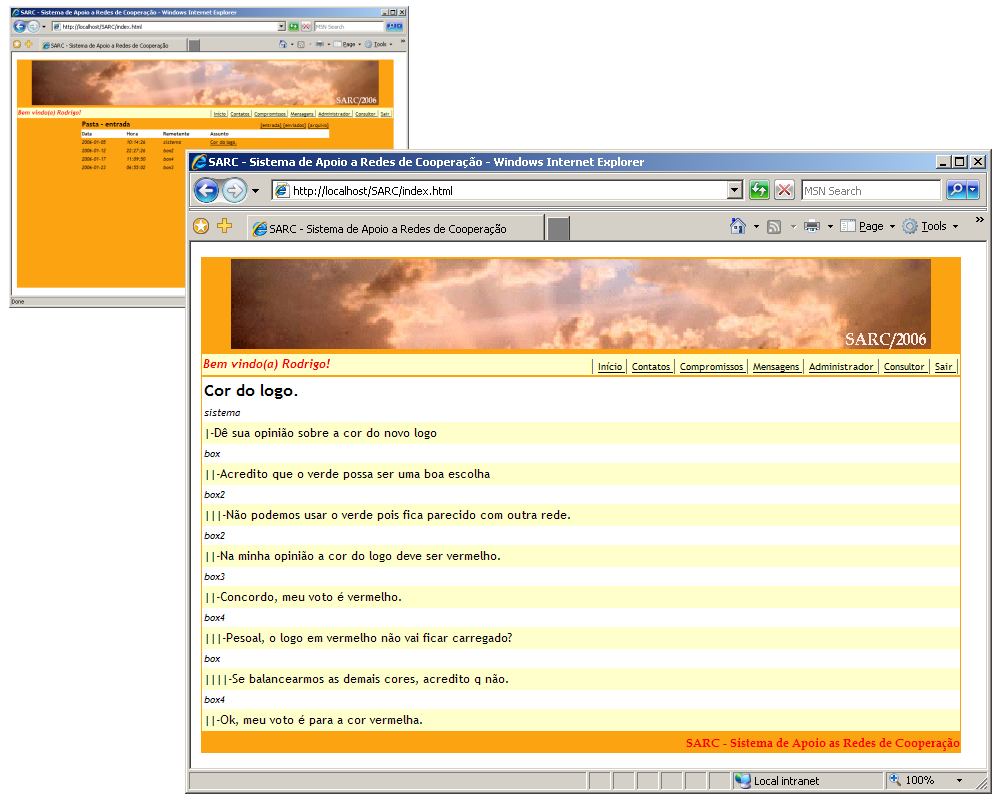 SARC - Sistema de Apoio a Redes de Cooperação - Windows Internet Explorer
http://localhost/SARC/index.html
MSN Search
SARC - Sistema de Apoio a Redes de Cooperação
Page
Tools
SARC/2006
Bem vindo(a) Rodrigo!
Início Contatos Compromissos Mensagens Administrador Consultor Sair
Pasta - entrada
[entrada] [enviados] [arquivo]
Data Hora Remetente Assunto
2006-01-05 10:14:26 sistema Cor do logo.
2006-01-12 22:27:26 box2
2006-01-17 11:09:50 box4
2006-01-23 06:55:02 box3
Done
SARC - Sistema de Apoio a Redes de Cooperação - Windows Internet Explorer
http://localhost/SARC/index.html
MSN Search
SARC - Sistema de Apoio a Redes de Cooperação
Page
Tools
SARC/2006
Bem vindo(a) Rodrigo!
Início Contatos Compromissos Mensagens Administrador Consultor Sair
Cor do logo.
sistema
|-Dê sua opinião sobre a cor do novo logo
box
||-Acredito que o verde possa ser uma boa escolha
box2
|||-Não podemos usar o verde pois fica parecido com outra rede.
box2
||-Na minha opinião a cor do logo deve ser vermelho.
box3
||-Concordo, meu voto é vermelho.
box4
|||-Pesoal, o logo em vermelho não vai ficar carregado?
box
||||-Se balancearmos as demais cores, acredito q não.
box4
||-Ok, meu voto é para a cor vermelha.
SARC - Sistema de Apoio as Redes de Cooperação
Local intranet
100%